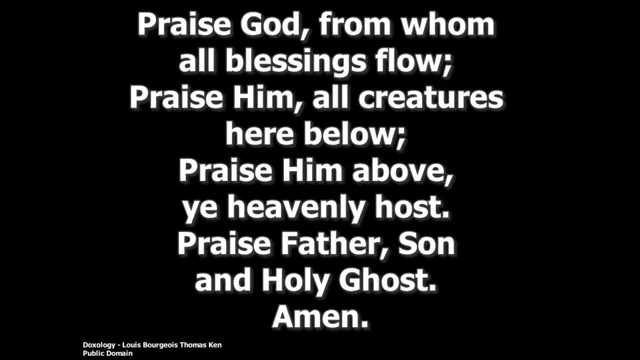 Praise God, from whom
all blessings flow;
Praise Him, all creatures
here below;
Praise Him above,
ye heavenly host.
Praise Father, Son
and Holy Ghost.
Amen.
Doxology - Louis Bourgeois Thomas Ken
Public Domain